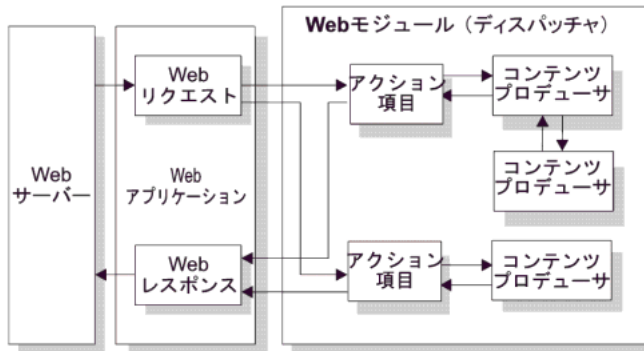 Webモジュール（ディスパッチャ）
Web
リクエスト
アクション
項目
コンテンツ
プロデューサ
コンテンツ
プロデューサ
Web
サーバー
Web
アプリケーション
Web
レスポンス
アクション
項目
コンテンツ
プロデューサ